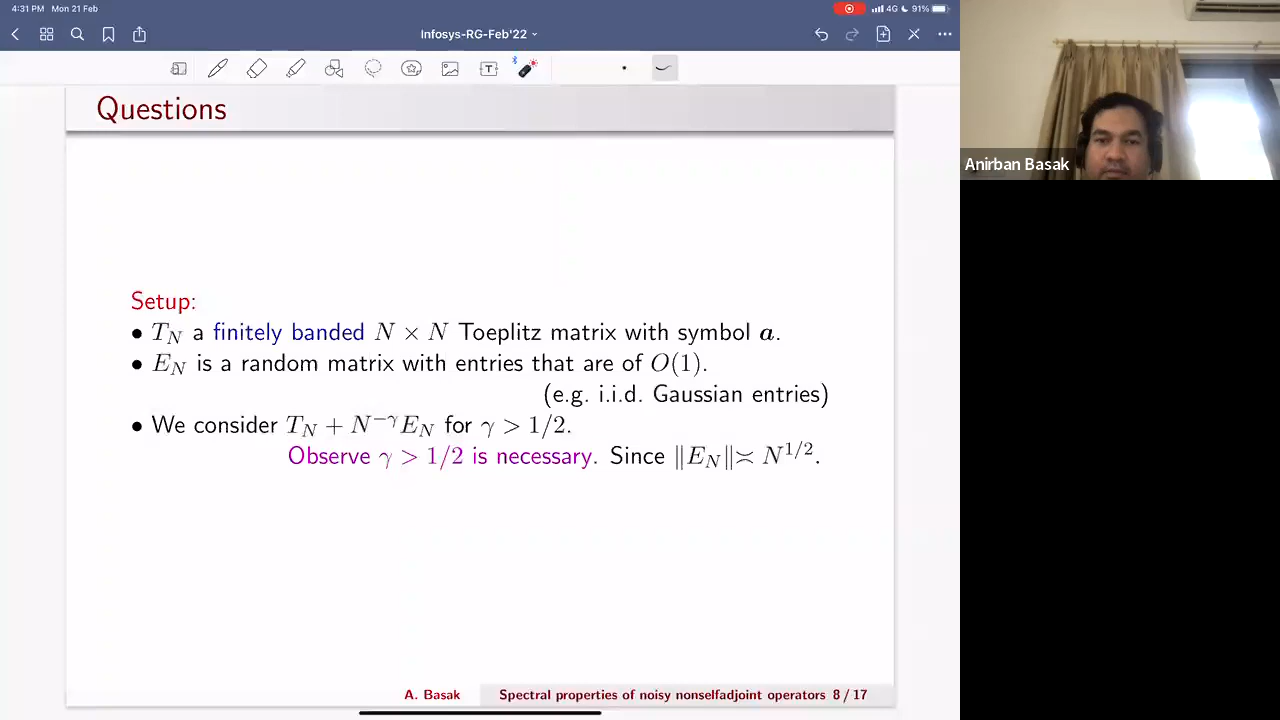 4:31 PM Mon 21 Feb
4G 91%
Infosys-RG-Feb'22
T
Questions
Anirban Basak
Setup:
• T_N a finitely banded N × N Toeplitz matrix with symbol a.
• E_N is a random matrix with entries that are of O(1).
(e.g. i.i.d. Gaussian entries)
• We consider T_N + N^{-γ}E_N for γ > 1/2.
Observe γ > 1/2 is necessary. Since ‖E_N‖ ≍ N^{1/2}.
A. Basak Spectral properties of noisy nonselfadjoint operators 8 / 17